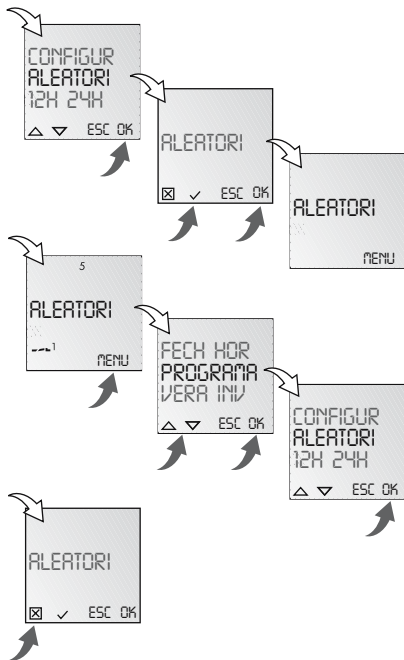 CONFIGUR
ALEATORI
12H 24H
ESC OK
ALEATORI
ESC OK
ALEATORI
MENU
5
ALEATORI
1
MENU
FECH HOR
PROGRAMA
VERA INV
ESC OK
CONFIGUR
ALEATORI
12H 24H
ESC OK
ALEATORI
ESC OK